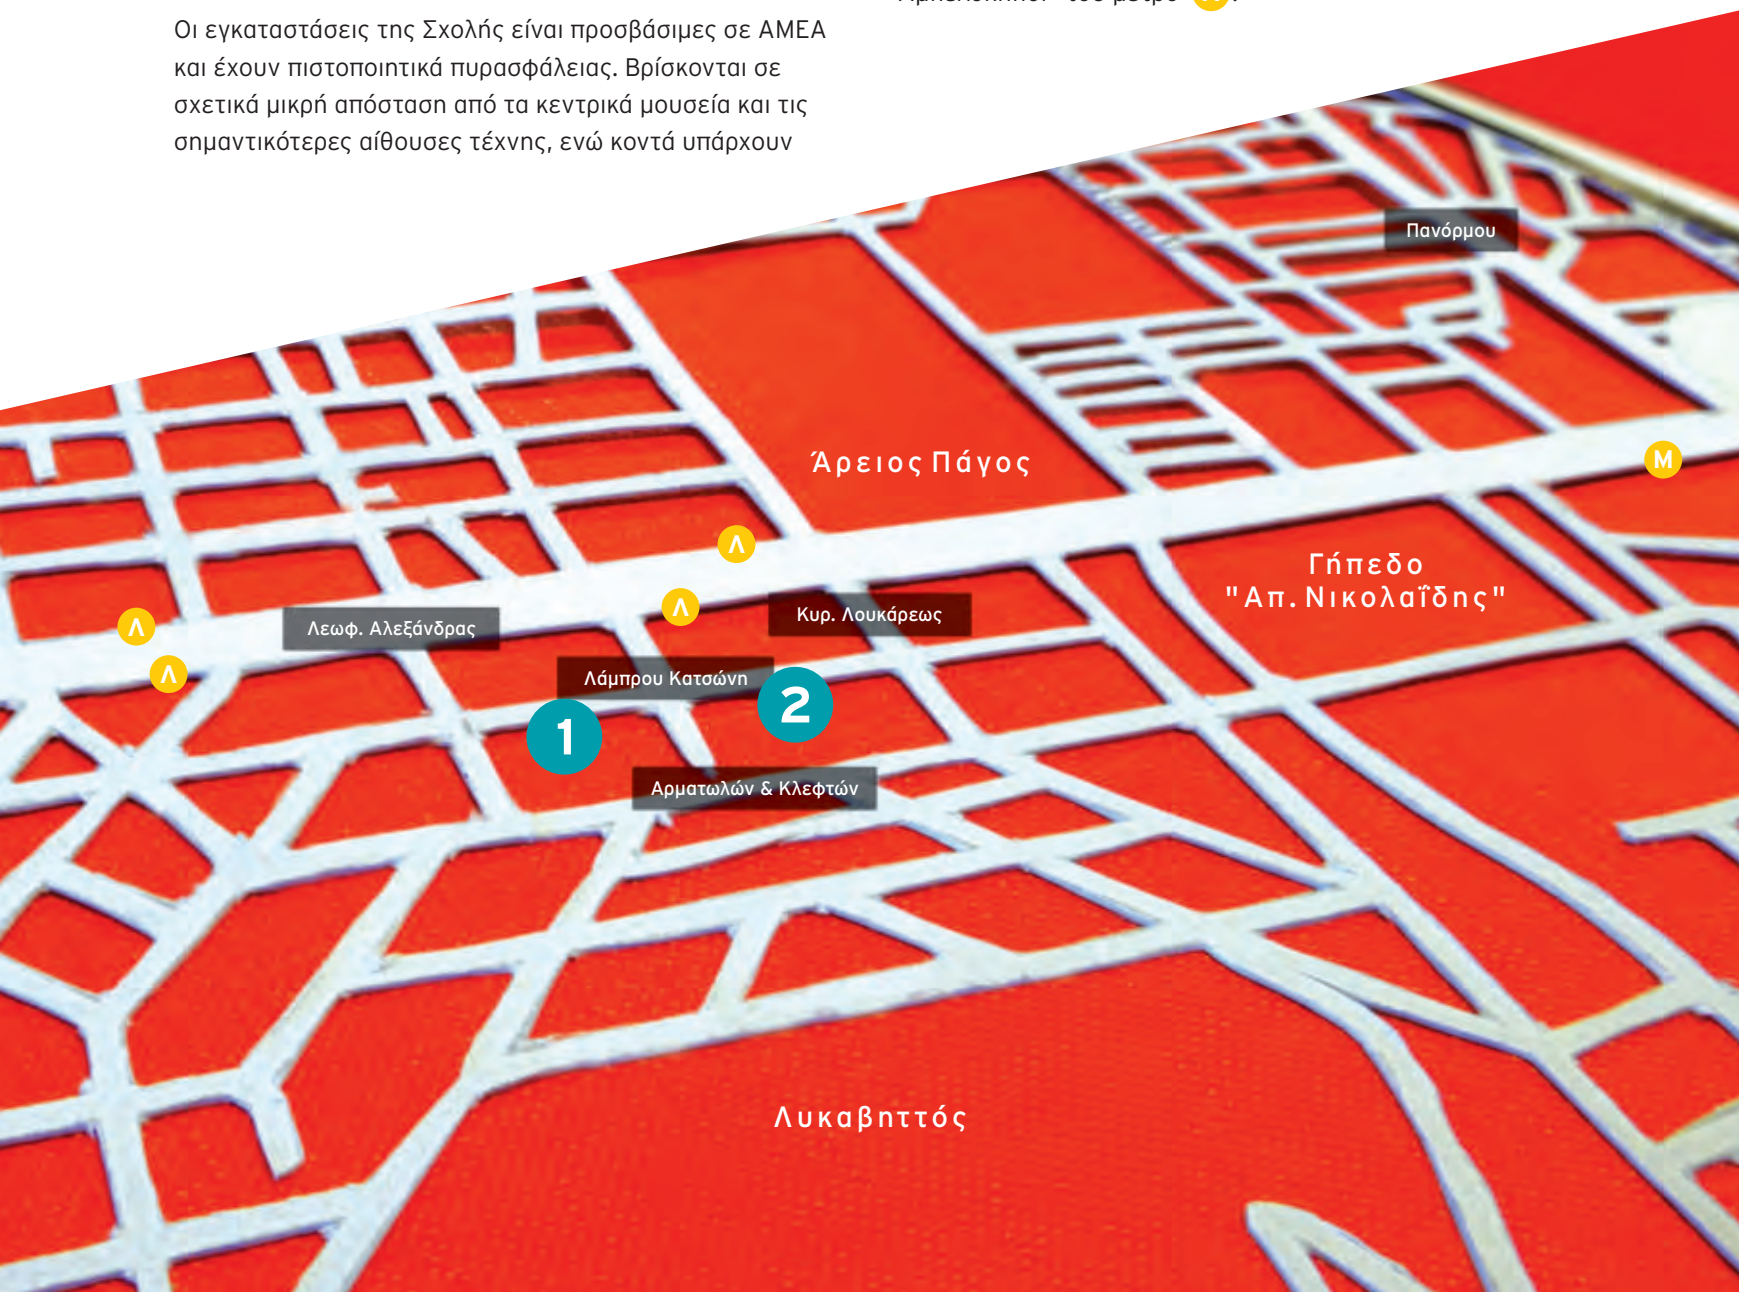 Οι εγκαταστάσεις της Σχολής είναι προσβάσιμες σε ΑΜΕΑ
και έχουν πιστοποιητικά πυρασφάλειας. Βρίσκονται σε
σχετικά μικρή απόσταση από τα κεντρικά μουσεία και τις
σημαντικότερες αίθουσες τέχνης, ενώ κοντά υπάρχουν
Πανόρμου
Άρειος Πάγος
Μ
Λ
Γήπεδο
"Απ. Νικολαΐδης"
Λ
Κυρ. Λουκάρεως
Λ
Λεωφ. Αλεξάνδρας
Λ
Λάμπρου Κατσώνη
2
1
Αρματωλών & Κλεφτών
Λυκαβηττός